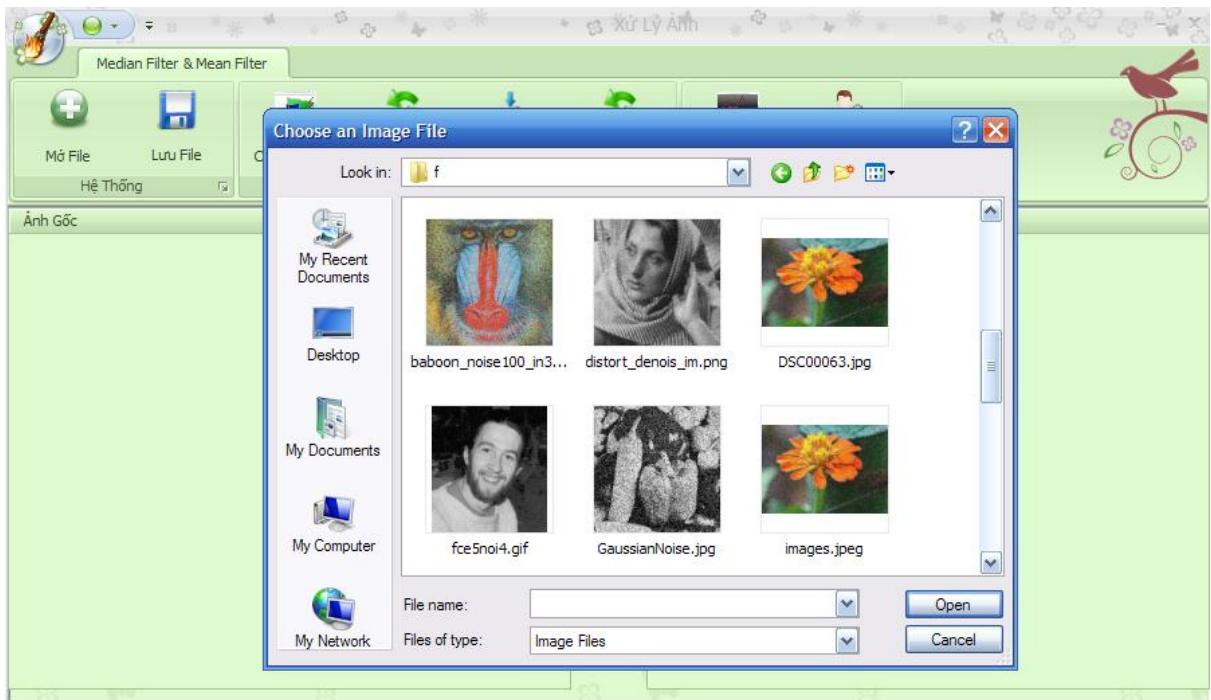 Xử Lý Ảnh
Median Filter & Mean Filter
Mở File
Lưu File
C
Hệ Thống
Ảnh Gốc
Choose an Image File
Look in:
f
My Recent
Documents
Desktop
My Documents
My Computer
My Network
baboon_noise100_in3...
distort_denois_im.png
DSC00063.jpg
fce5noi4.gif
GaussianNoise.jpg
images.jpeg
File name:
Open
Files of type:
Image Files
Cancel